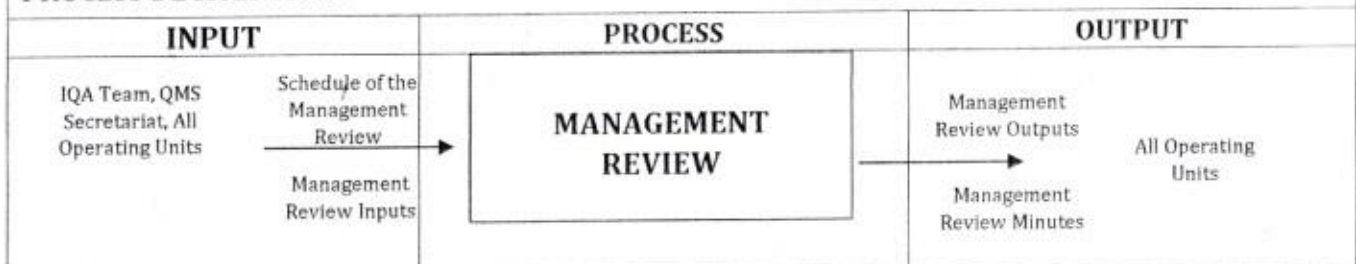 INPUT
PROCESS
OUTPUT
IQA Team, QMS
Secretariat, All
Operating Units
Schedule of the
Management
Review
Management
Review Inputs
MANAGEMENT
REVIEW
Management
Review Outputs
Management
Review Minutes
All Operating
Units